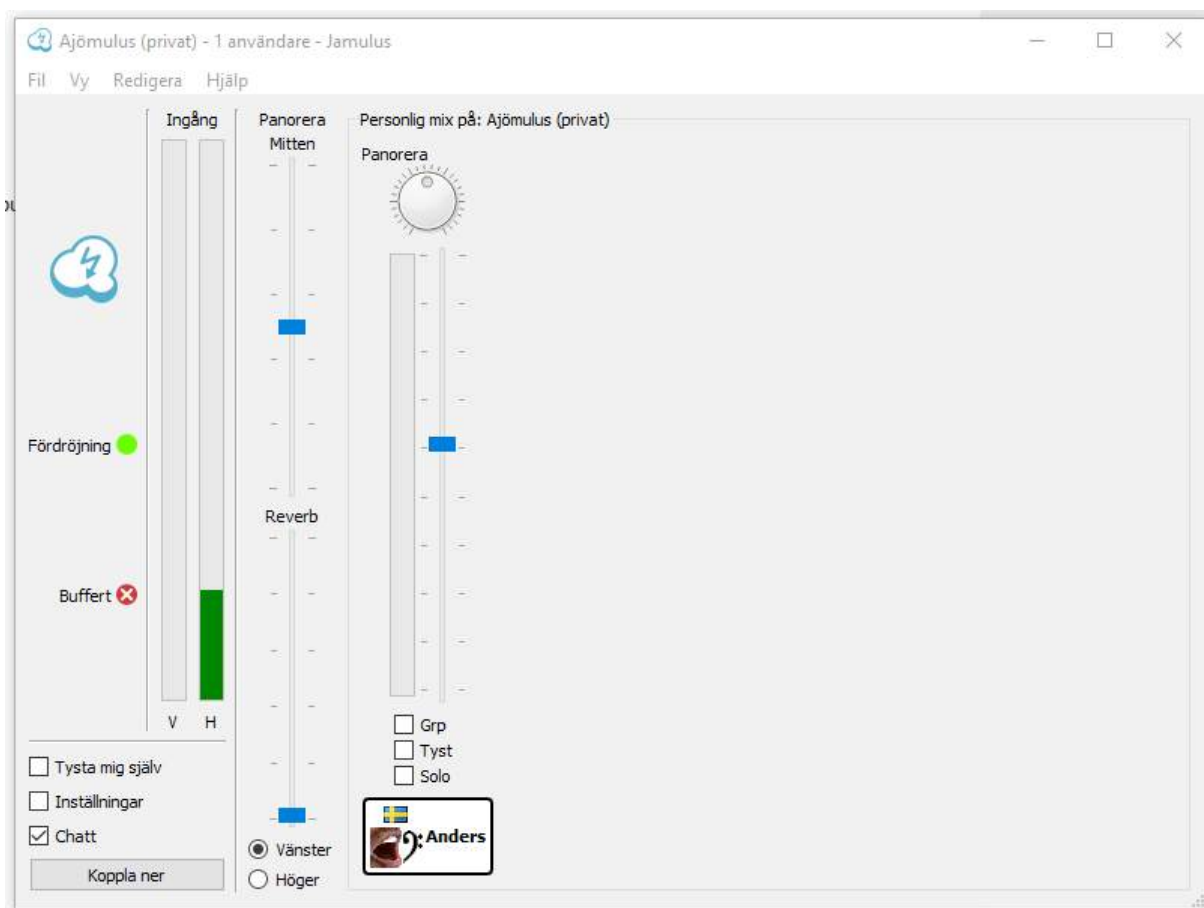 Ajömulus (privat) - 1 användare - Jamulus
Fil Vy Redigera Hjälp
Ingång
Panorera
Mitten
Personlig mix på: Ajömulus (privat)
Panorera
Fördröjning
Reverb
Buffert
V H
Grp
Tyst
Solo
Tysta mig själv
Inställningar
Chatt
Koppla ner
Vänster
Höger
Anders